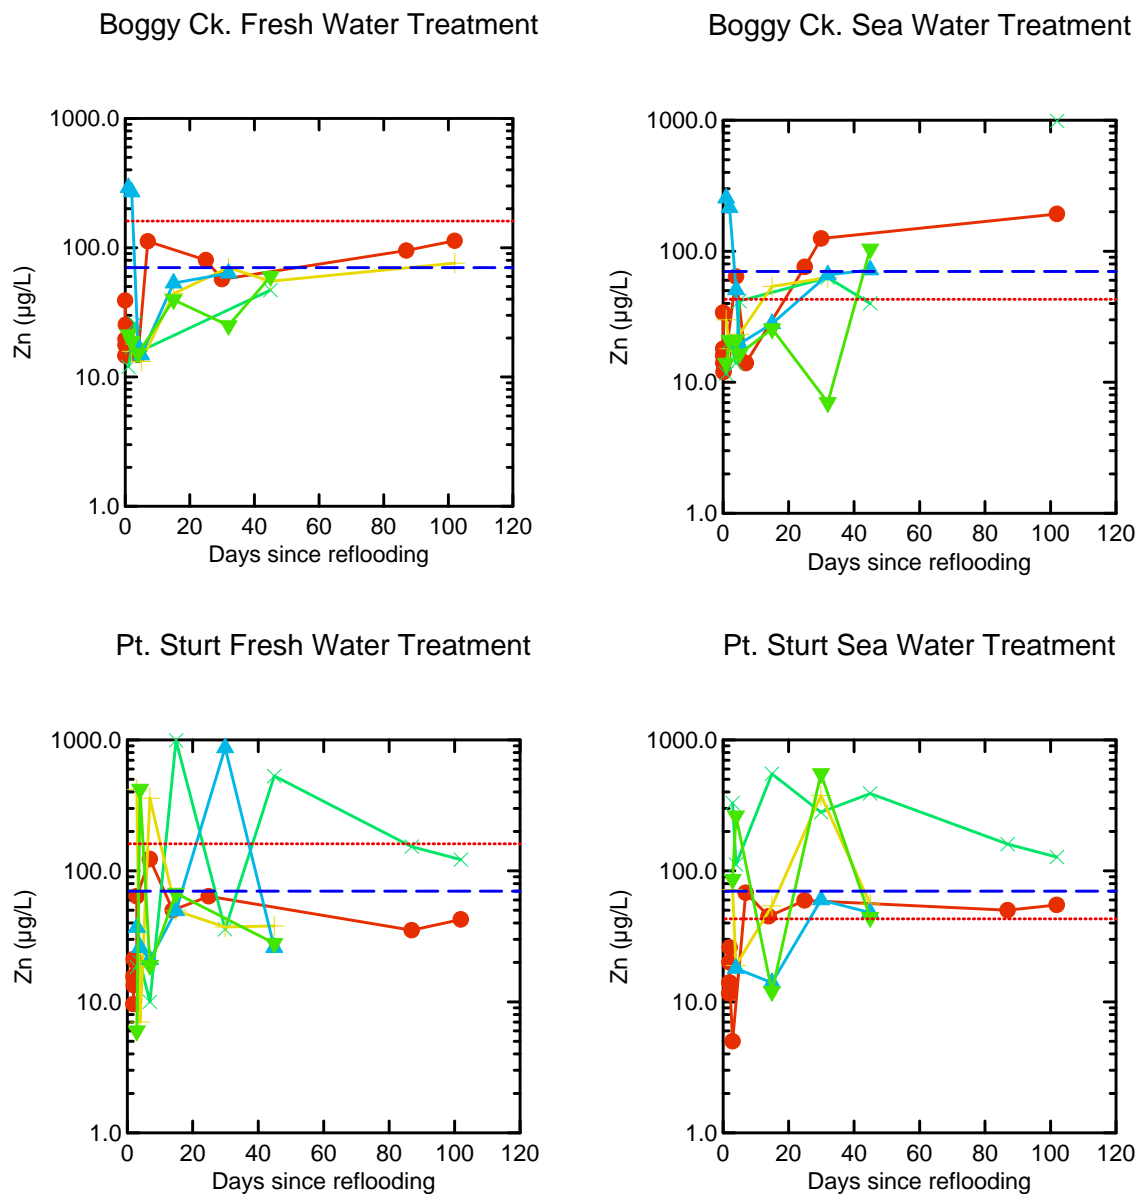 Boggy Ck. Fresh Water Treatment
Boggy Ck. Sea Water Treatment
1000.0
100.0
10.0
1.0
Zn (µg/L)
0 20 40 60 80 100 120
Days since reflooding
1000.0
100.0
10.0
1.0
Zn (µg/L)
0 20 40 60 80 100 120
Days since reflooding
Pt. Sturt Fresh Water Treatment
Pt. Sturt Sea Water Treatment
1000.0
100.0
10.0
1.0
Zn (µg/L)
0 20 40 60 80 100 120
Days since reflooding
1000.0
100.0
10.0
1.0
Zn (µg/L)
0 20 40 60 80 100 120
Days since reflooding